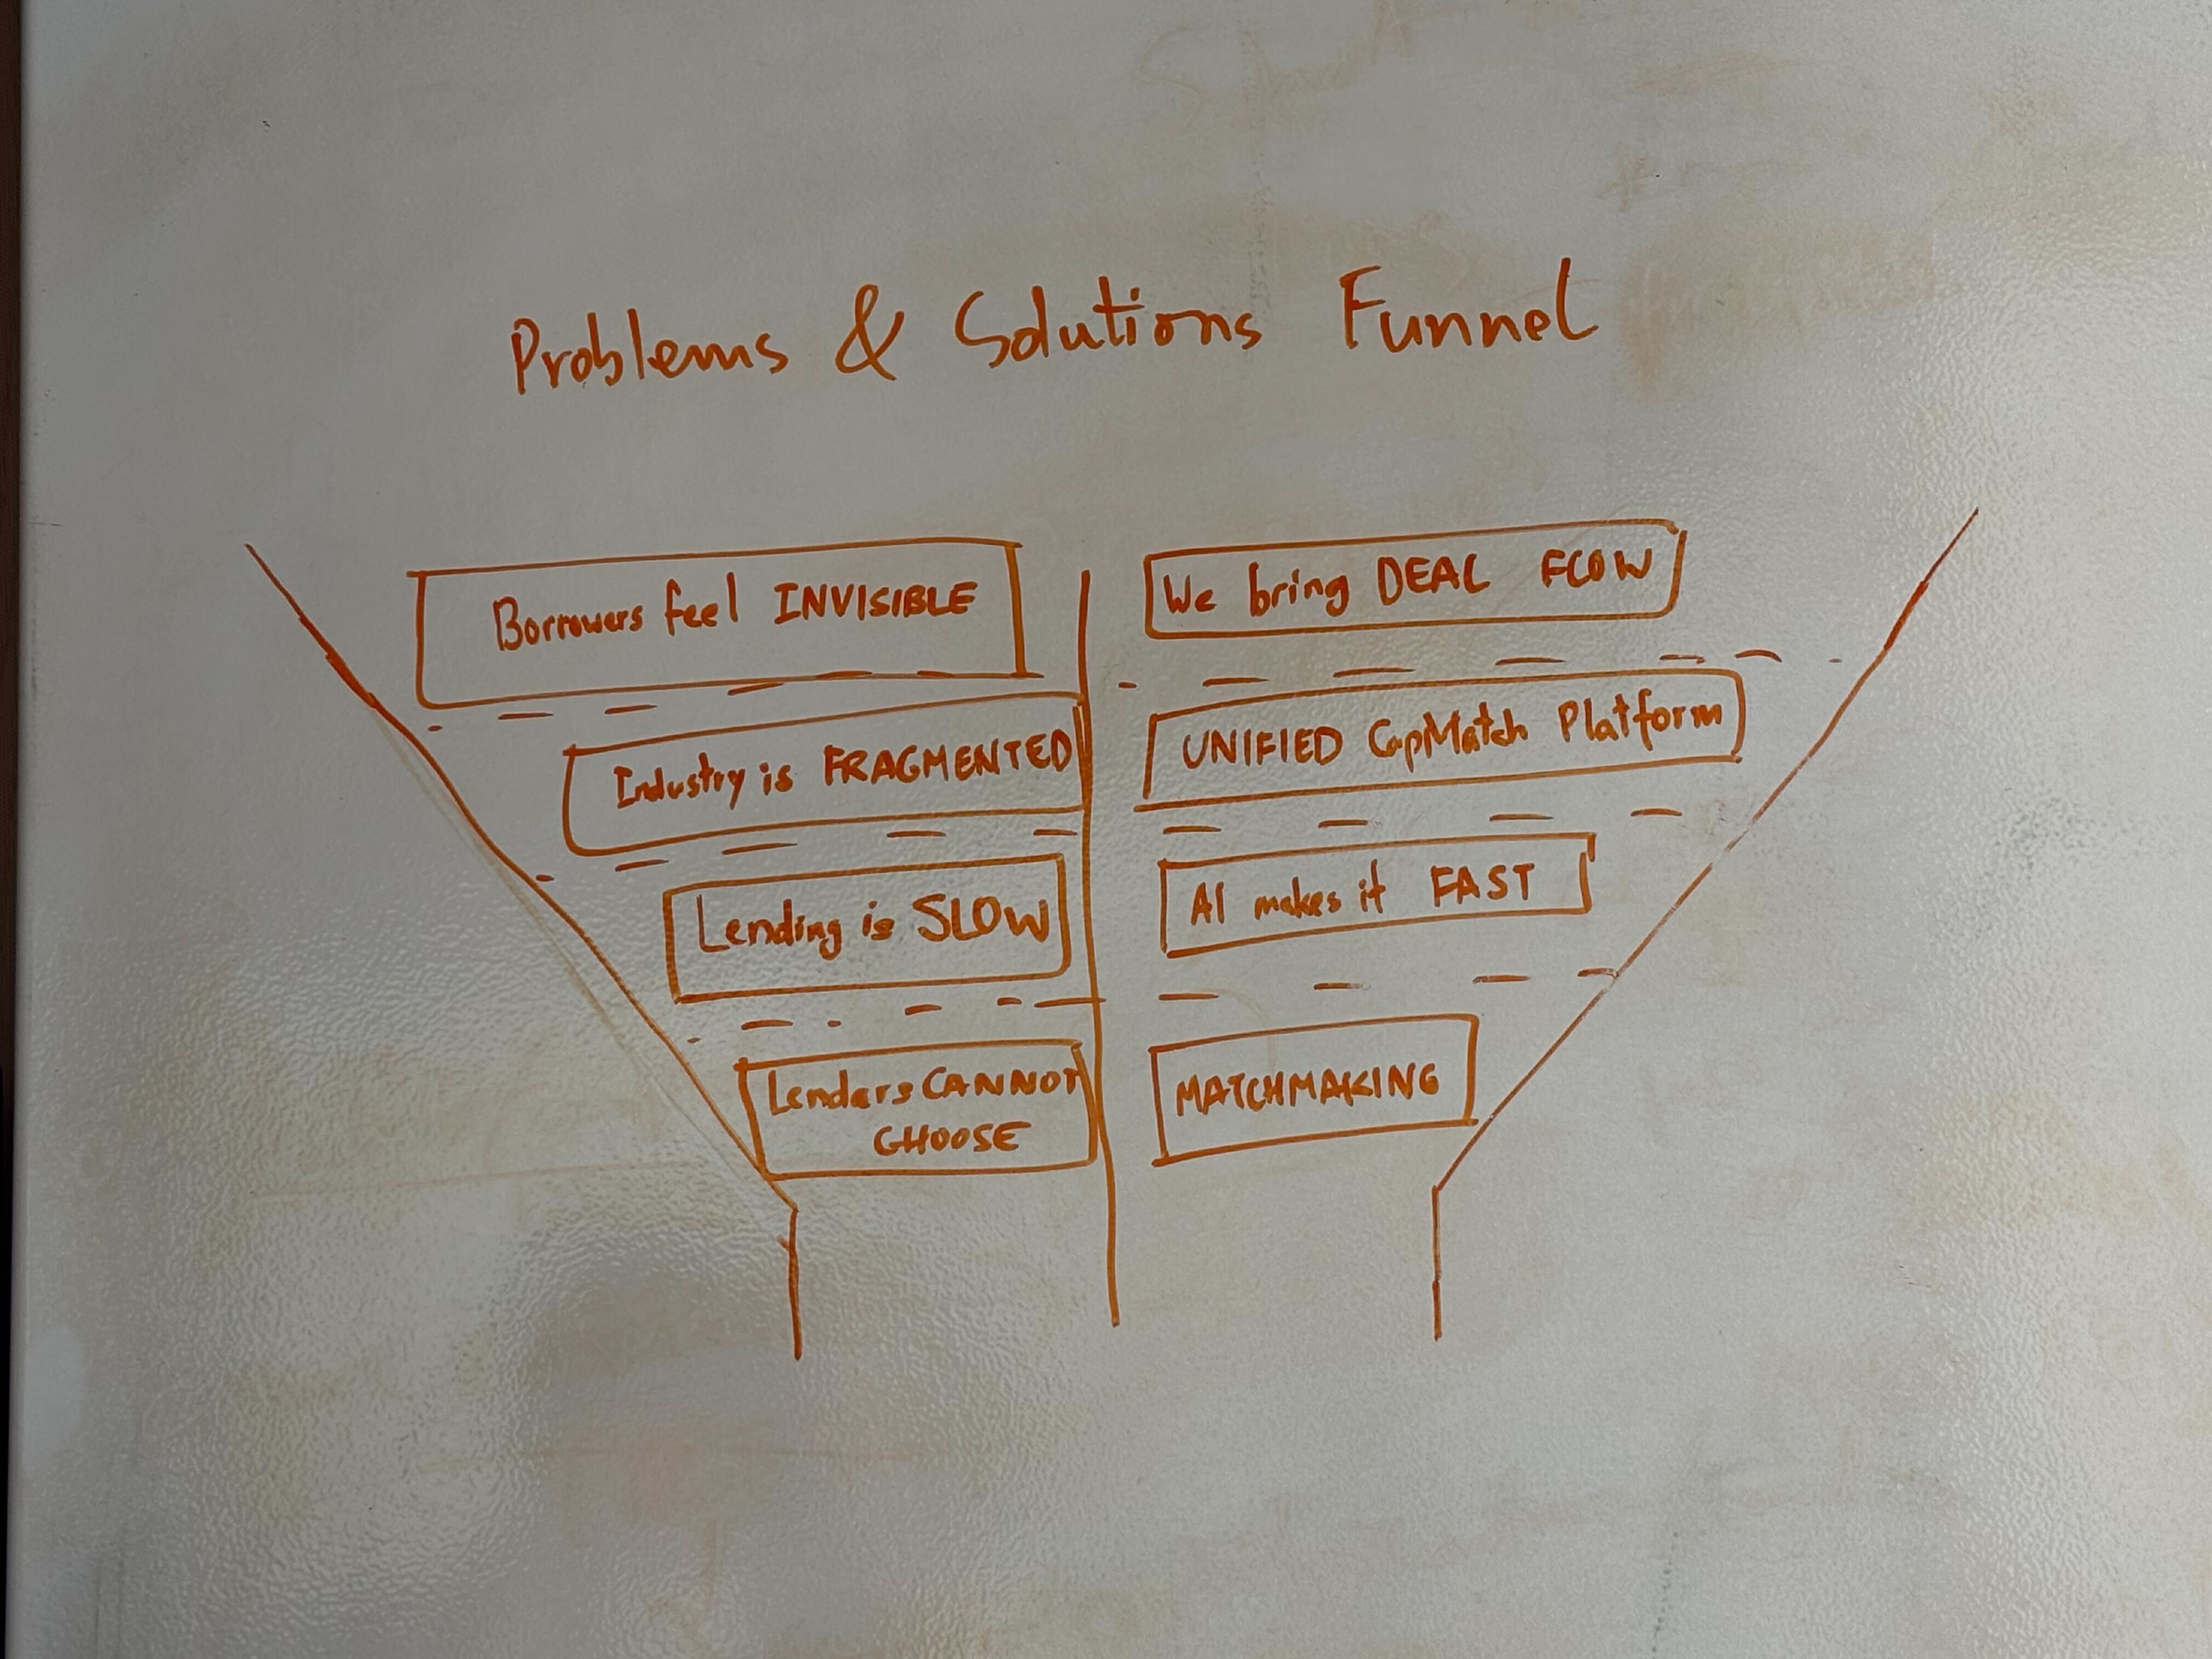 Problems & Solutions Funnel
Borrowers feel INVISIBLE
We bring DEAL FLOW
Industry is FRAGMENTED
UNIFIED CapMatch Platform
Lending is SLOW
AI makes it FAST
Lenders CANNOT
CHOOSE
MATCHMAKING